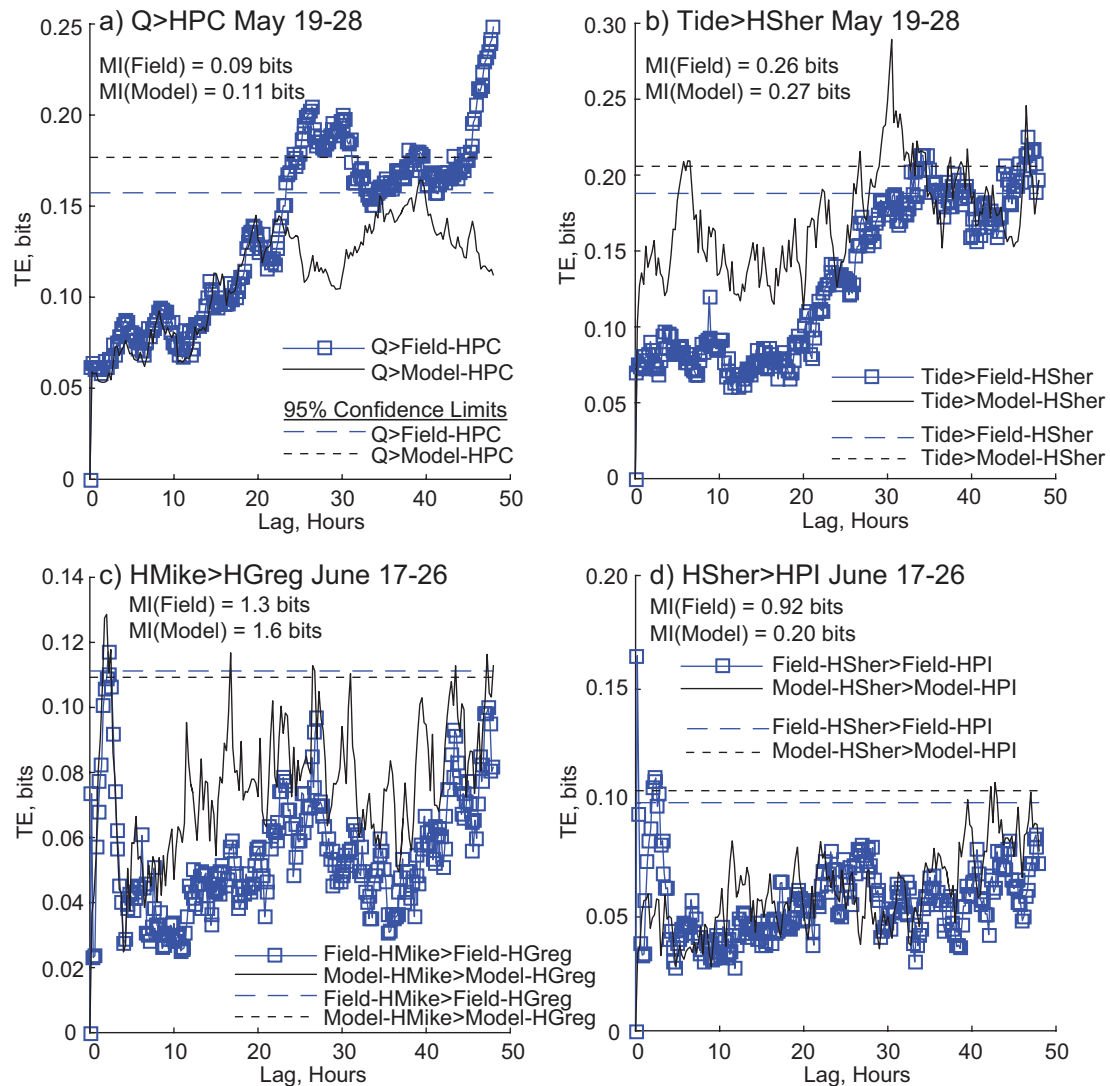 a) Q>HPC May 19-28
MI(Field) = 0.09 bits
MI(Model) = 0.11 bits
0.25
0.20
0.15
0.10
0.05
0
TE, bits
Q>Field-HPC
Q>Model-HPC
95% Confidence Limits
Q>Field-HPC
Q>Model-HPC
0 10 20 30 40 50
Lag, Hours
b) Tide>HSher May 19-28
MI(Field) = 0.26 bits
MI(Model) = 0.27 bits
0.30
0.25
0.20
0.15
0.10
0.05
0
TE, bits
Tide>Field-HSher
Tide>Model-HSher
Tide>Field-HSher
Tide>Model-HSher
0 10 20 30 40 50
Lag, Hours
c) HMike>HGreg June 17-26
MI(Field) = 1.3 bits
MI(Model) = 1.6 bits
0.14
0.12
0.10
0.08
0.06
0.04
0.02
0
TE, bits
Field-HMike>Field-HGreg
Model-HMike>Model-HGreg
Field-HMike>Field-HGreg
Model-HMike>Model-HGreg
0 10 20 30 40 50
Lag, Hours
d) HSher>HPI June 17-26
MI(Field) = 0.92 bits
MI(Model) = 0.20 bits
0.20
0.15
0.10
0.05
0
TE, bits
Field-HSher>Field-HPI
Model-HSher>Model-HPI
Field-HSher>Field-HPI
Model-HSher>Model-HPI
0 10 20 30 40 50
Lag, Hours